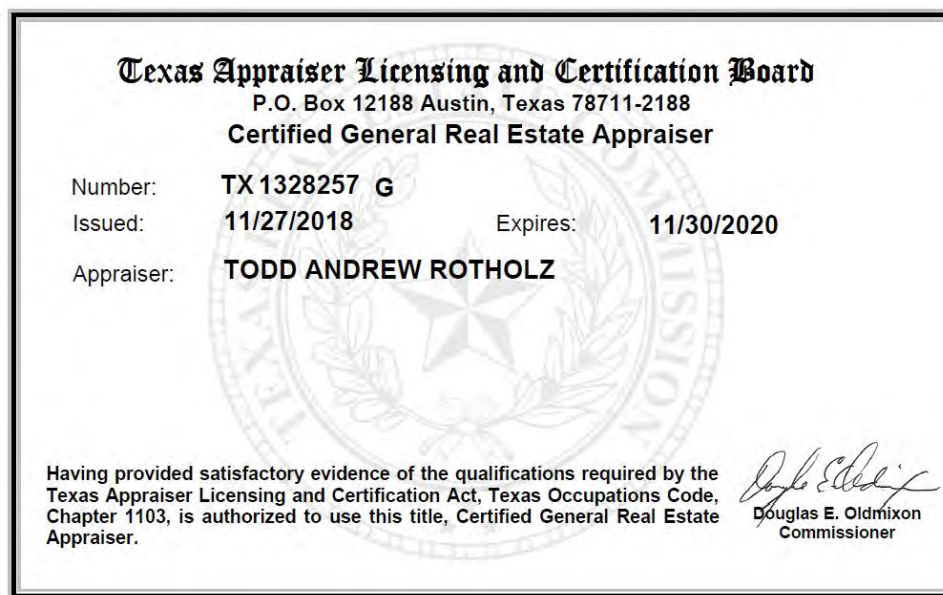 Texas Appraiser Licensing and Certification Board
P.O. Box 12188 Austin, Texas 78711-2188
Certified General Real Estate Appraiser
Number: TX 1328257 G
Issued: 11/27/2018 Expires: 11/30/2020
Appraiser: TODD ANDREW ROTHOLZ
Having provided satisfactory evidence of the qualifications required by the
Texas Appraiser Licensing and Certification Act, Texas Occupations Code,
Chapter 1103, is authorized to use this title, Certified General Real Estate
Appraiser.
Douglas E. Oldmixon
Commissioner